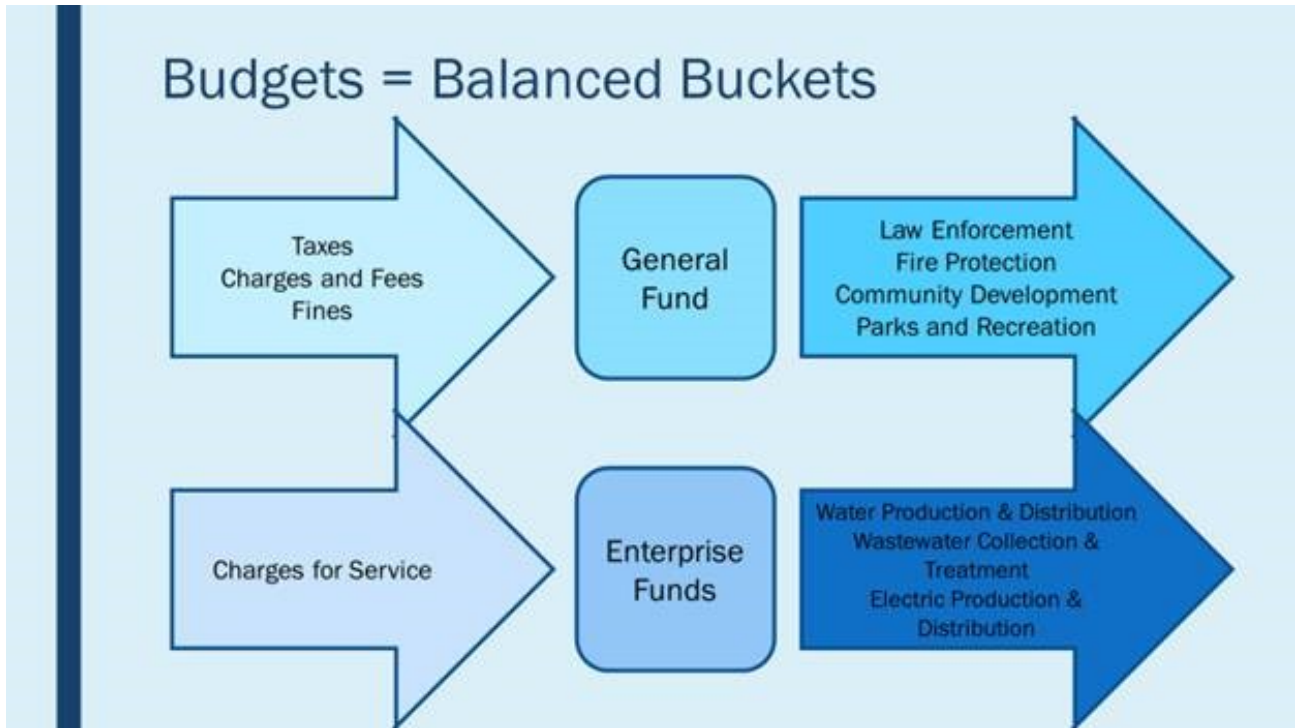 Budgets = Balanced Buckets
Taxes
Charges and Fees
Fines
General
Fund
Law Enforcement
Fire Protection
Community Development
Parks and Recreation
Charges for Service
Enterprise
Funds
Water Production & Distribution
Wastewater Collection &
Treatment
Electric Production &
Distribution